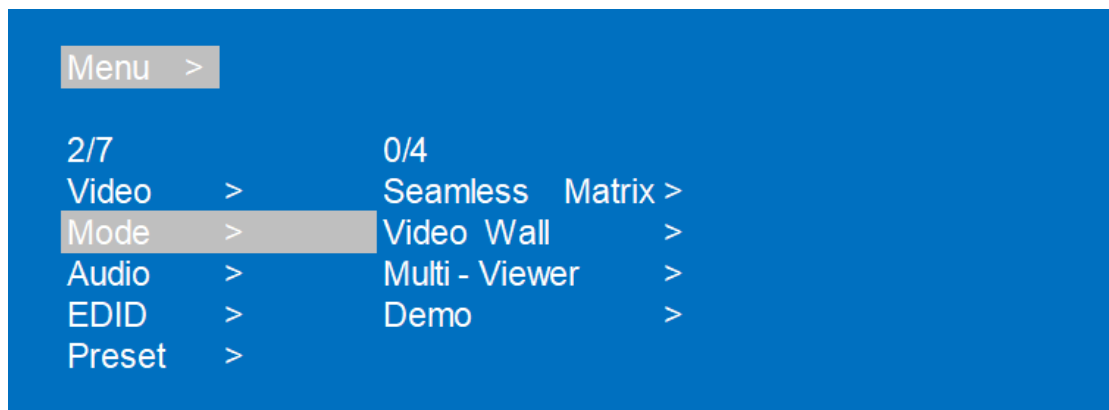 Menu >
2/7 0/4
Video > Seamless Matrix >
Mode > Video Wall >
Audio > Multi - Viewer >
EDID > Demo >
Preset >